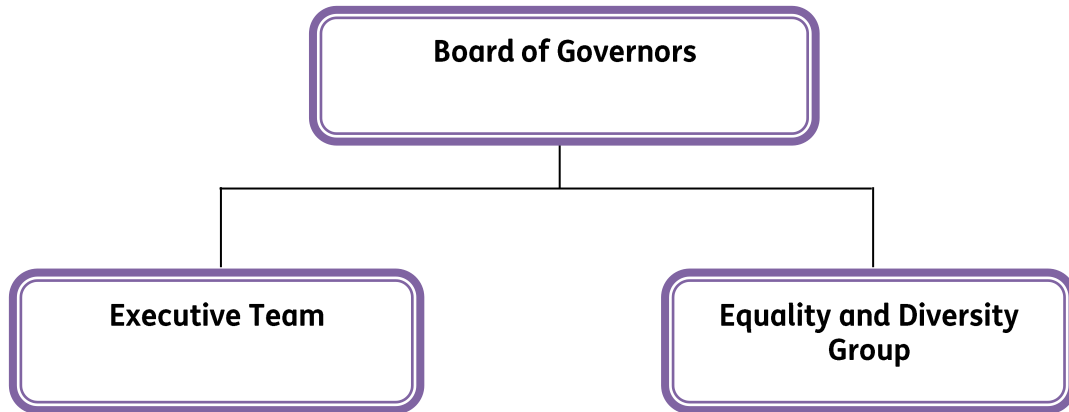 Board of Governors
Executive Team
Equality and Diversity
Group